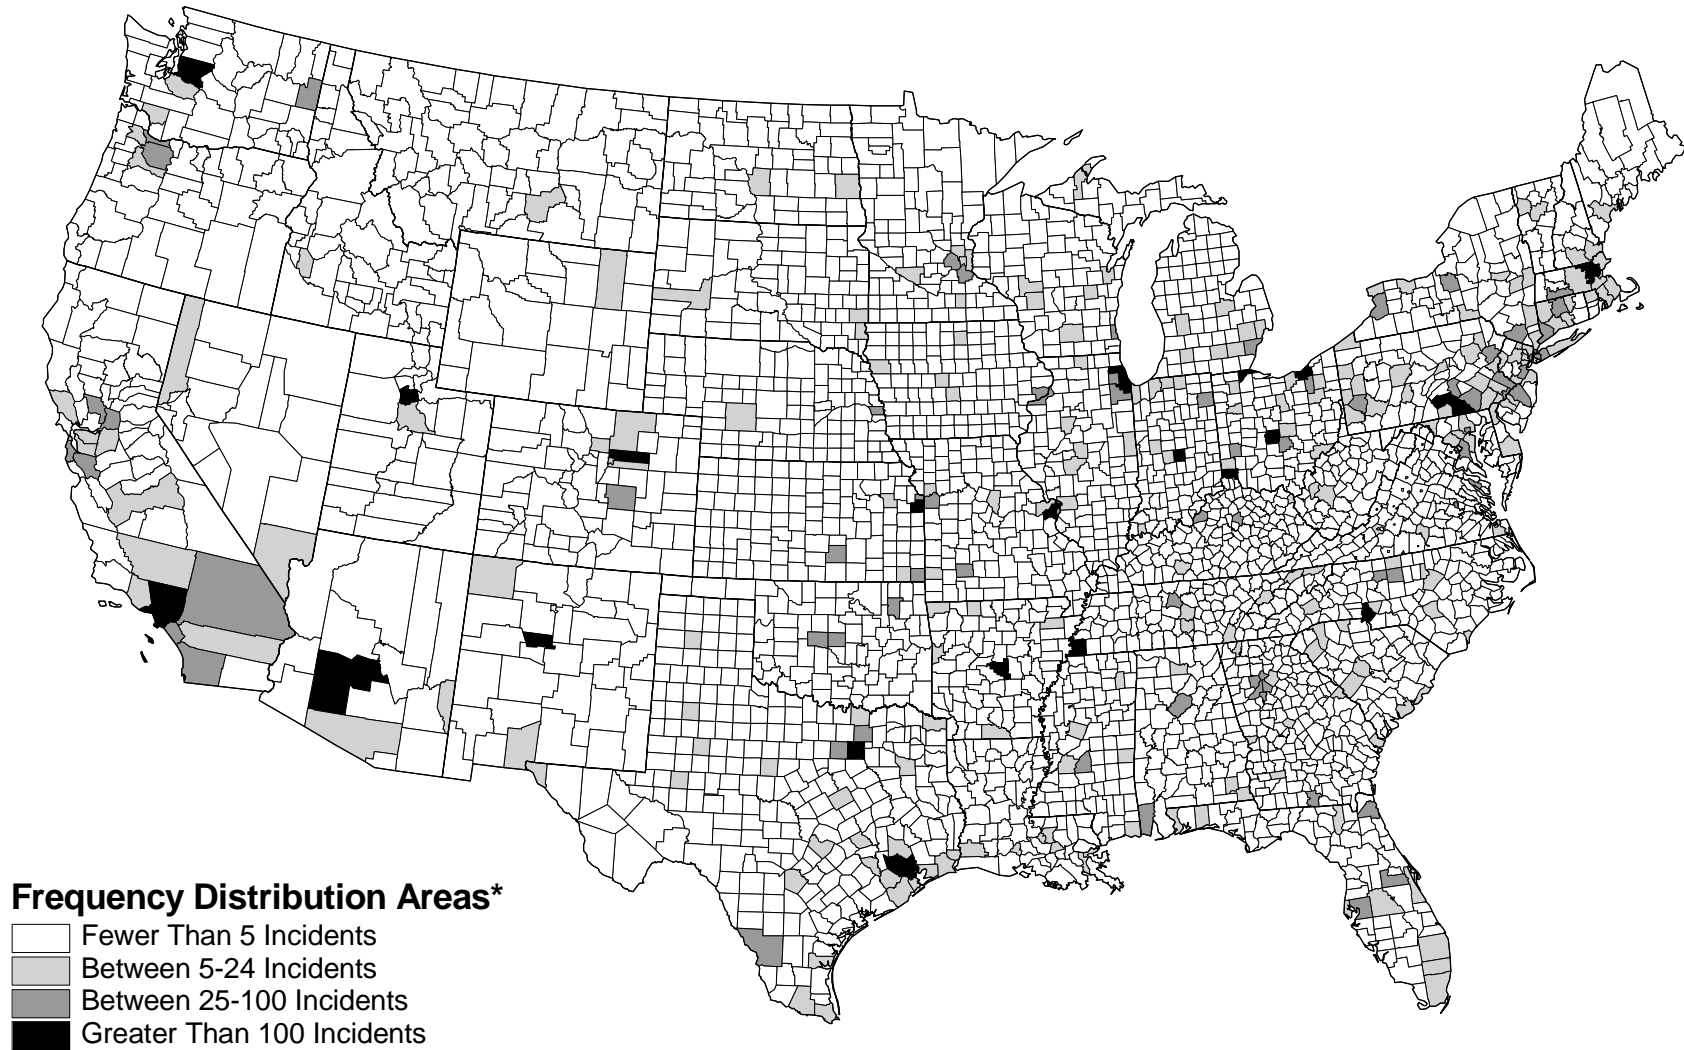 Frequency Distribution Areas*
Fewer Than 5 Incidents
Between 5-24 Incidents
Between 25-100 Incidents
Greater Than 100 Incidents